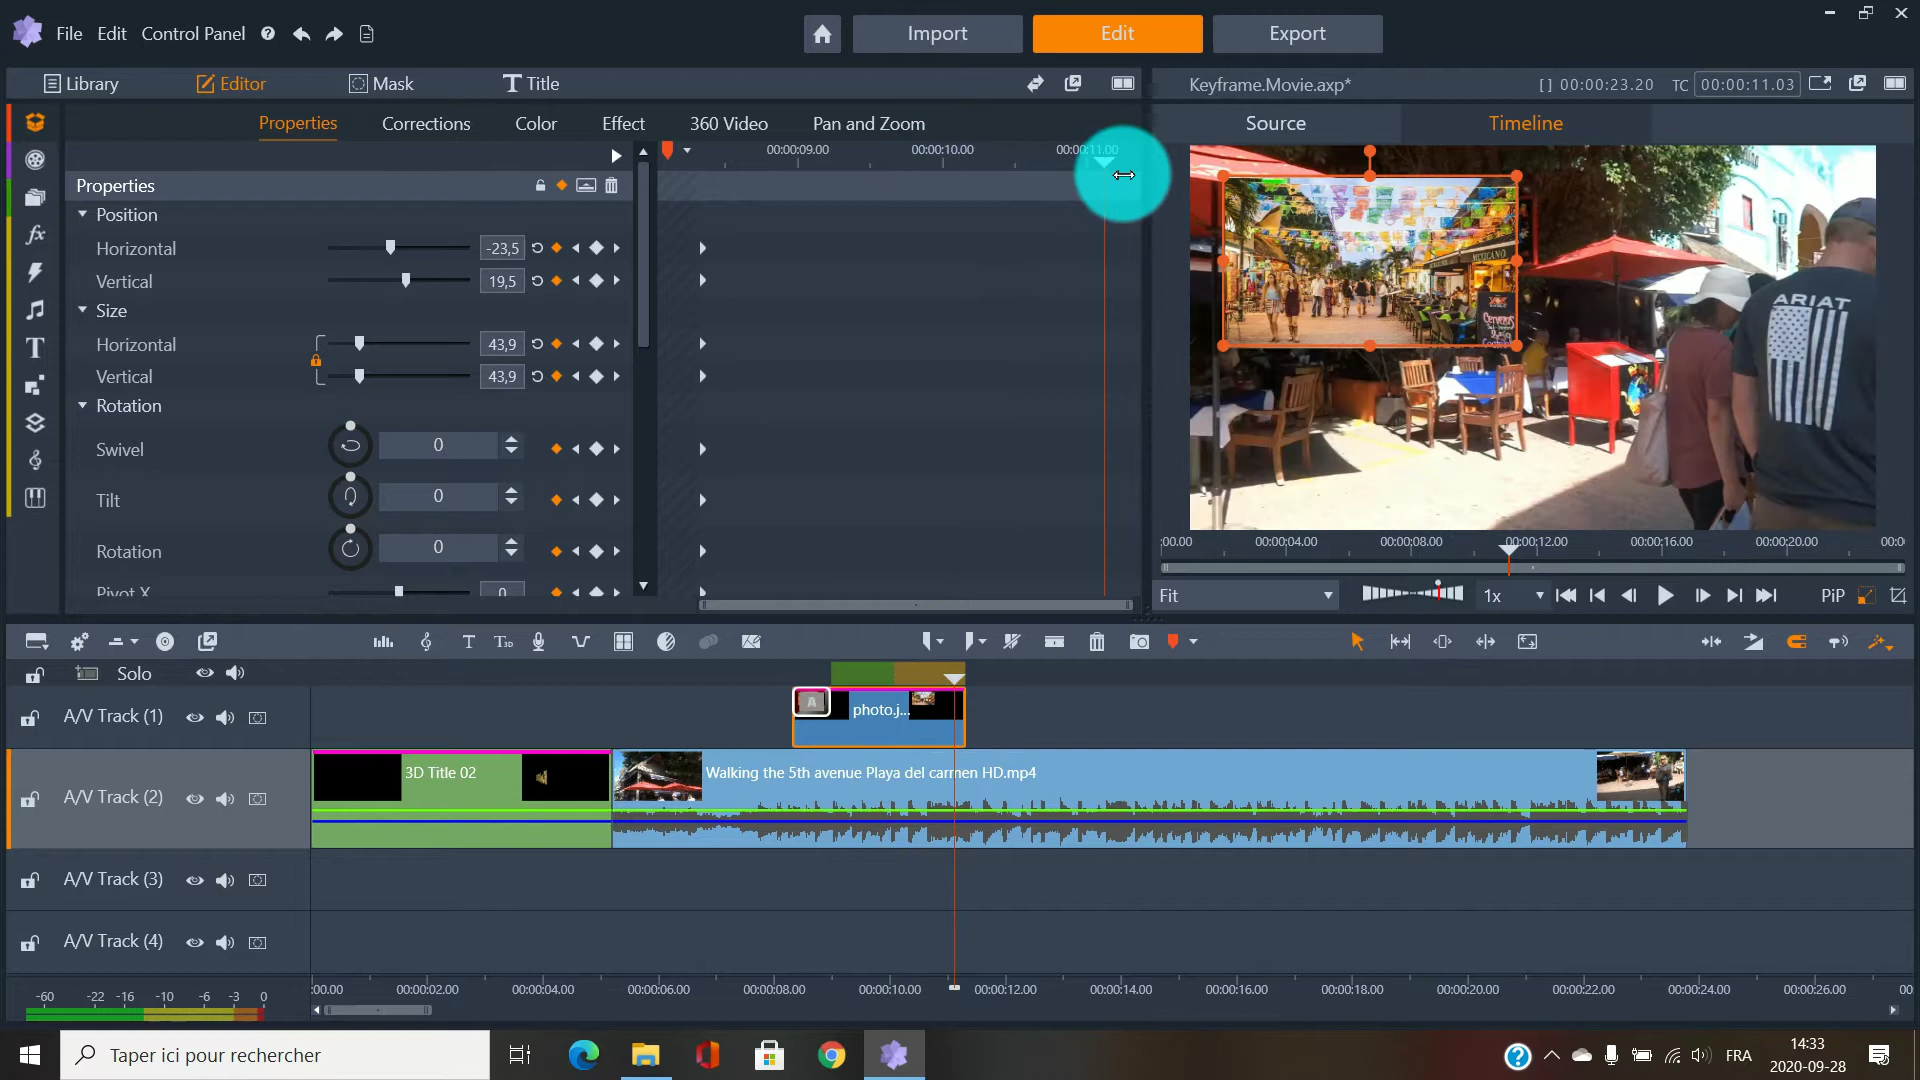 File Edit Control Panel
Import Edit Export
Library Editor Mask Title
Keyframe.Movie.axp* [ ] 00:00:23.20 TC 00:00:11.03
Properties Corrections Color Effect 360 Video Pan and Zoom
Source Timeline
00:00:09.00 00:00:10.00 00:00:11.00
Properties
Position
Horizontal -23,5
Vertical 19,5
Size
Horizontal 43,9
Vertical 43,9
Rotation
Swivel 0
Tilt 0
Rotation 0
Pivot X 0
MEXICANO
ARIAT
:00.00 00:00:04.00 00:00:08.00 00:00:12.00 00:00:16.00 00:00:20.00 00:0
Fit 1x PiP
Solo
A/V Track (1)
photo.j...
A/V Track (2)
3D Title 02
Walking the 5th avenue Playa del carmen HD.mp4
A/V Track (3)
A/V Track (4)
-60 -22 -16 -10 -6 -3 0
:00.00 00:00:02.00 00:00:04.00 00:00:06.00 00:00:08.00 00:00:10.00 00:00:12.00 00:00:14.00 00:00:16.00 00:00:18.00 00:00:20.00 00:00:22.00 00:00:24.00 00:00:26.00
Taper ici pour rechercher
FRA
14:33
2020-09-28